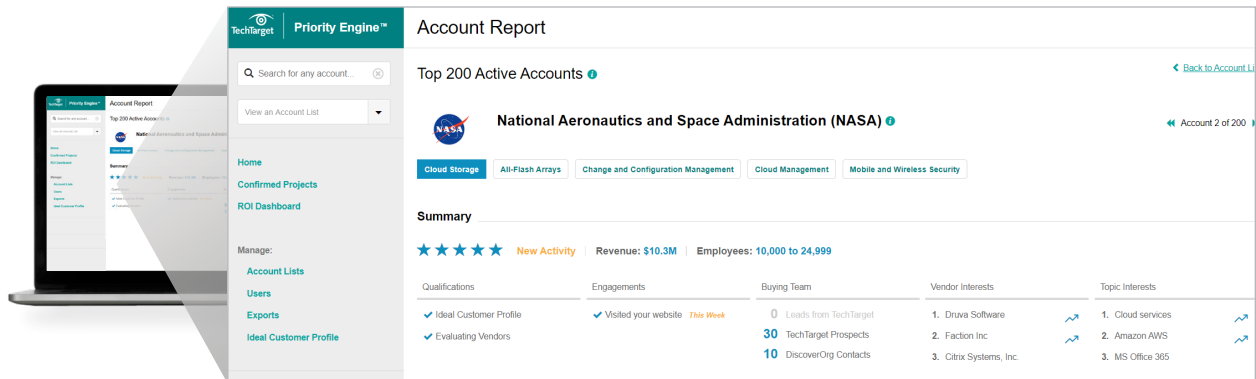 TechTarget
Priority Engine™
Account Report
Search for any account...
View an Account List
Home
Confirmed Projects
ROI Dashboard
Manage:
Account Lists
Users
Exports
Ideal Customer Profile
Top 200 Active Accounts
Back to Account Li
NASA
National Aeronautics and Space Administration (NASA)
Account 2 of 200
Cloud Storage
All-Flash Arrays
Change and Configuration Management
Cloud Management
Mobile and Wireless Security
Summary
New Activity
Revenue: $10.3M
Employees: 10,000 to 24,999
Qualifications
Ideal Customer Profile
Evaluating Vendors
Engagements
Visited your website This Week
Buying Team
0 Leads from TechTarget
30 TechTarget Prospects
10 DiscoverOrg Contacts
Vendor Interests
1. Druva Software
2. Faction Inc
3. Citrix Systems, Inc.
Topic Interests
1. Cloud services
2. Amazon AWS
3. MS Office 365